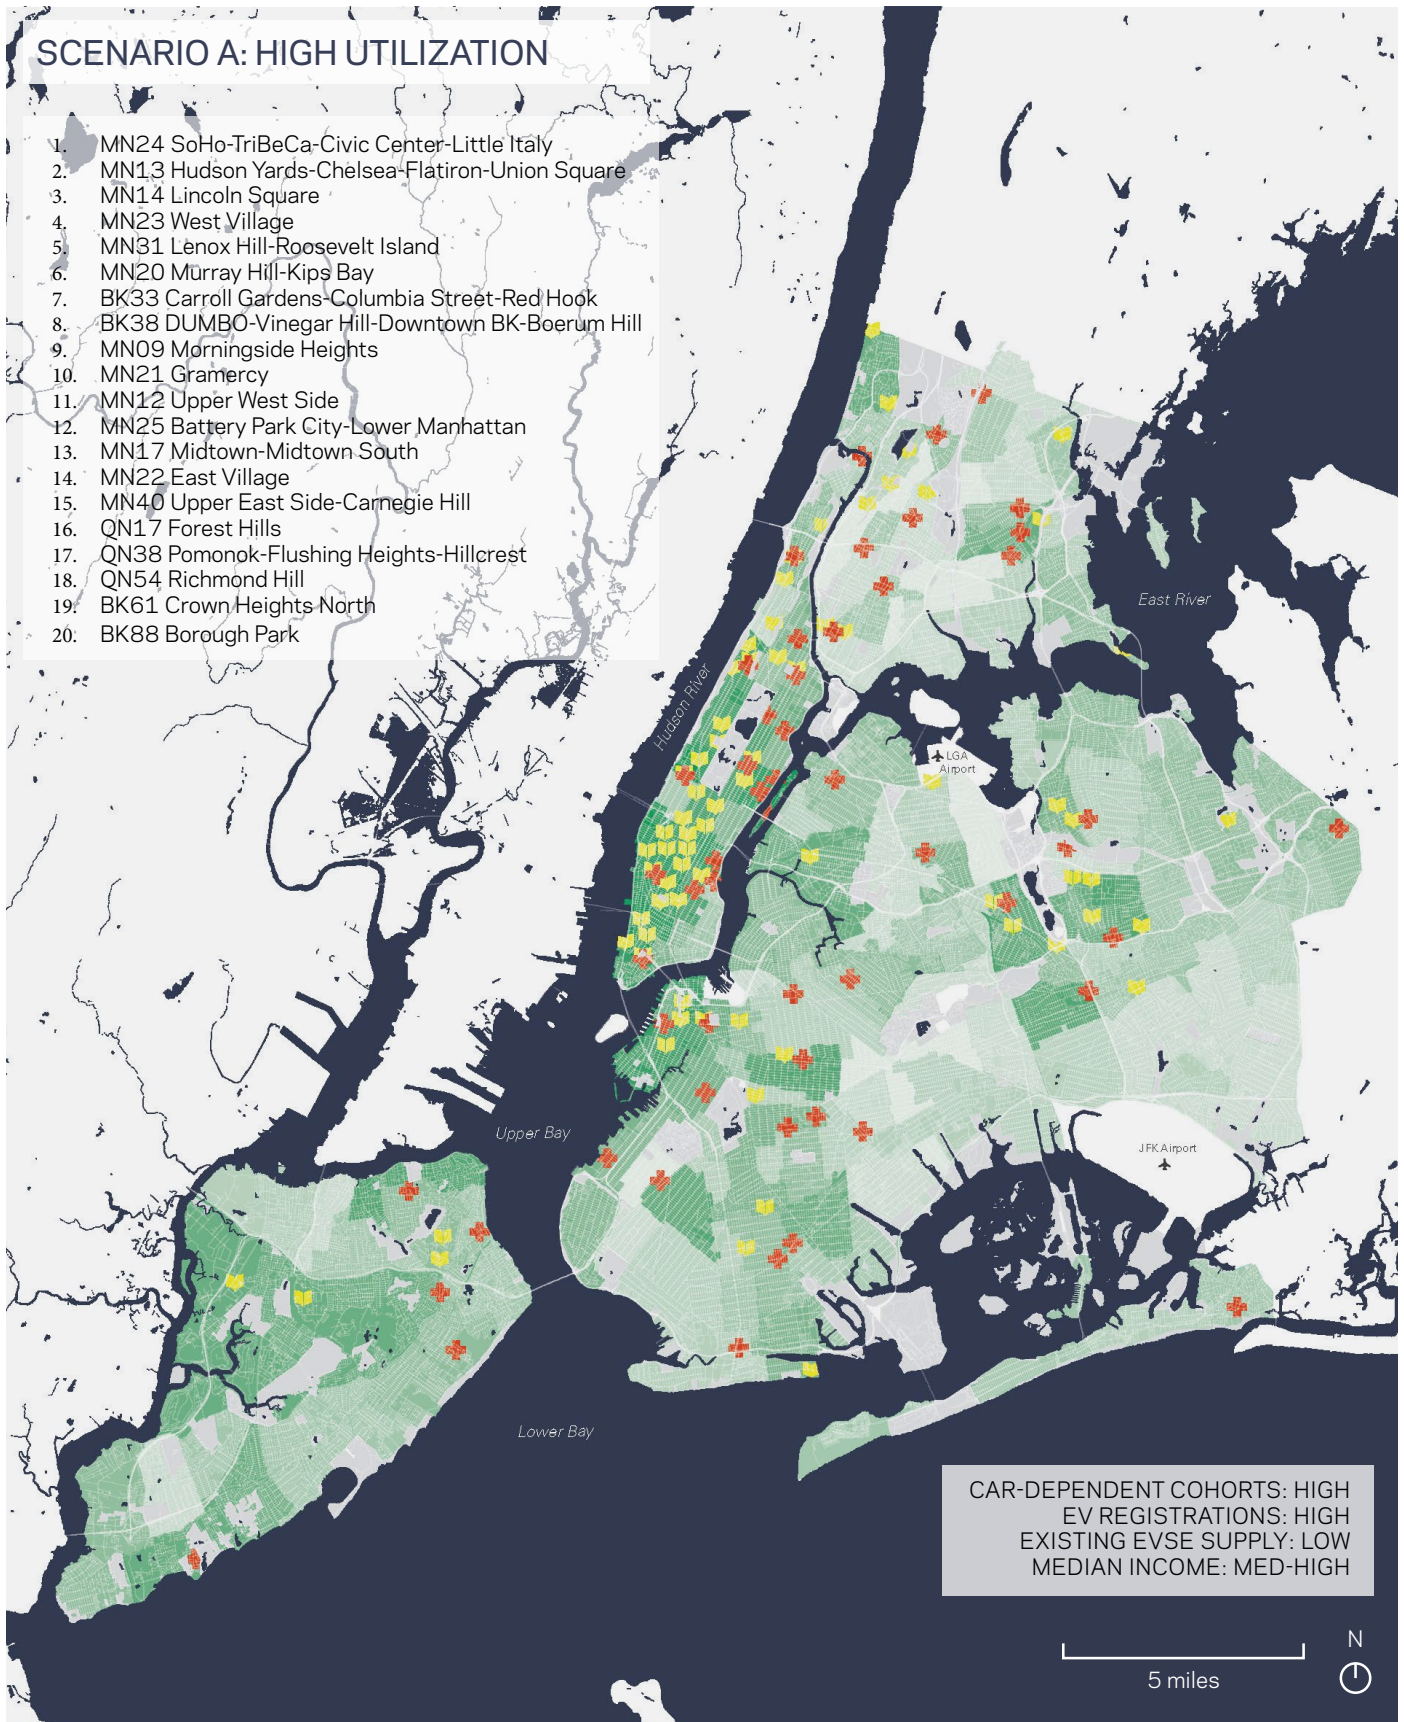 SCENARIO A: HIGH UTILIZATION
1. MN24 SoHo-TriBeCa-Civic Center-Little Italy
2. MN13 Hudson Yards-Chelsea-Flatiron-Union Square
3. MN14 Lincoln Square
4. MN23 West Village
5. MN31 Lenox Hill-Roosevelt Island
6. MN20 Murray Hill-Kips Bay
7. BK33 Carroll Gardens-Columbia Street-Red Hook
8. BK38 DUMBO-Vinegar Hill-Downtown BK-Boerum Hill
9. MN09 Morningside Heights
10. MN21 Gramercy
11. MN12 Upper West Side
12. MN25 Battery Park City-Lower Manhattan
13. MN17 Midtown-Midtown South
14. MN22 East Village
15. MN40 Upper East Side-Carnegie Hill
16. QN17 Forest Hills
17. QN38 Pomonok-Flushing Heights-Hillcrest
18. QN54 Richmond Hill
19. BK61 Crown Heights North
20. BK88 Borough Park
East River
Hudson River
LGA
Airport
Upper Bay
JFK Airport
Lower Bay
CAR-DEPENDENT COHORTS: HIGH
EV REGISTRATIONS: HIGH
EXISTING EVSE SUPPLY: LOW
MEDIAN INCOME: MED-HIGH
N
5 miles